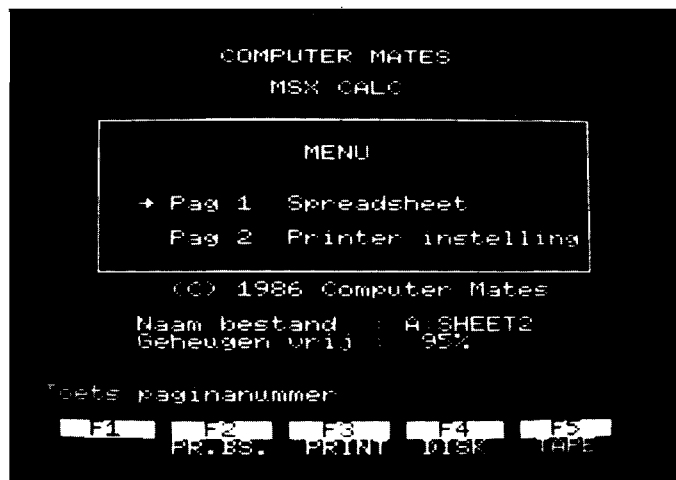 COMPUTER MATES
MSX CALC
MENU
→ Pag 1 Spreadsheet
Pag 2 Printer instelling
(C) 1986 Computer Mates
Naam bestand : A:SHEET2
Geheugen vrij : 95%
Toets paginanummer
F1 F2 F3 F4 F5
PR.BS. PRINT DISK TAPE